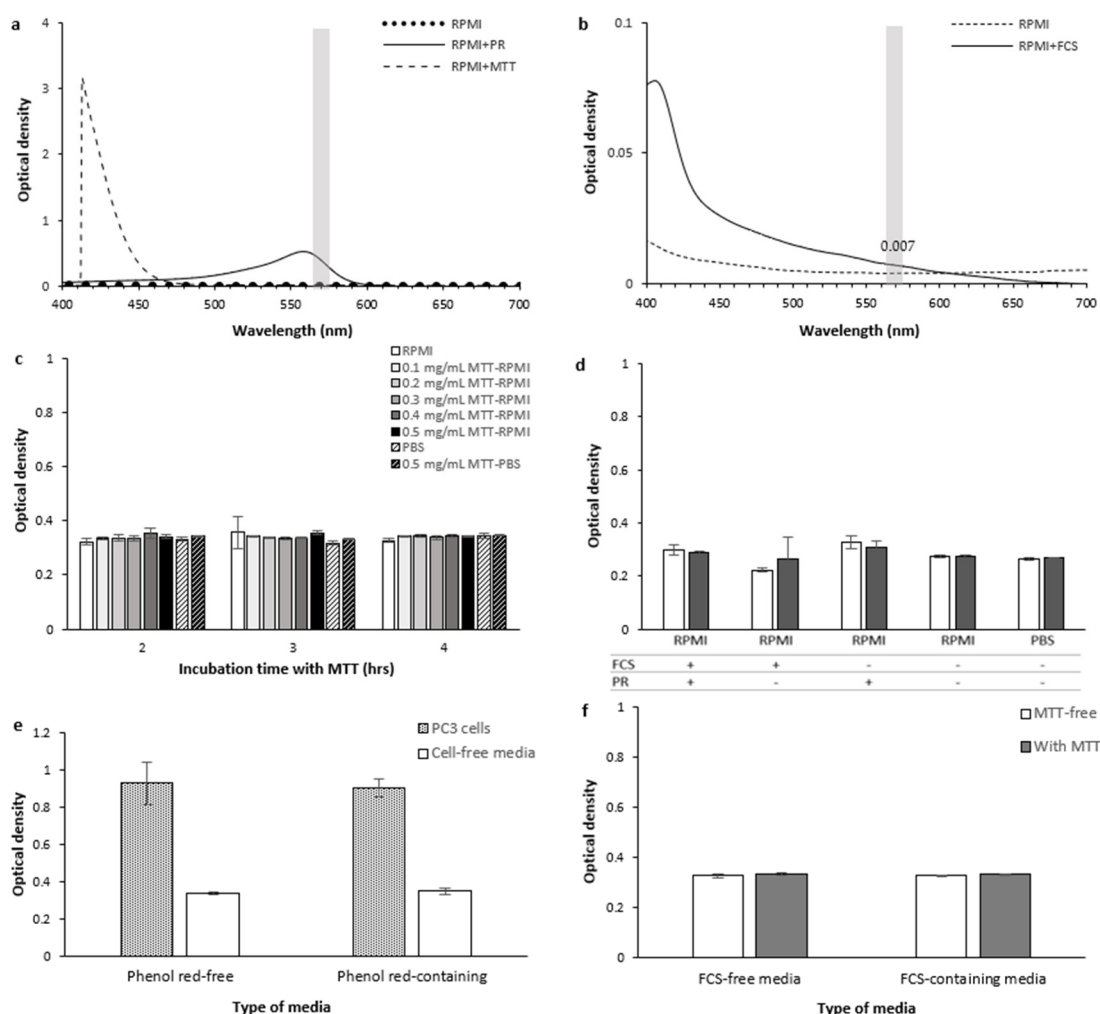 a
4
3
2
1
0
400
450
500
550
600
650
700
Optical density
Wavelength (nm)
RPMI
RPMI+PR
RPMI+MTT
b
0.1
0.05
0
400
450
500
550
600
650
700
0.007
Optical density
Wavelength (nm)
RPMI
RPMI+FCS
c
1
0.8
0.6
0.4
0.2
0
Optical density
2
3
4
Incubation time with MTT (hrs)
RPMI
0.1 mg/mL MTT-RPMI
0.2 mg/mL MTT-RPMI
0.3 mg/mL MTT-RPMI
0.4 mg/mL MTT-RPMI
0.5 mg/mL MTT-RPMI
PBS
0.5 mg/mL MTT-PBS
d
1
0.8
0.6
0.4
0.2
0
Optical density
RPMI RPMI RPMI RPMI PBS
FCS + + - - -
PR + - + - -
e
1.2
1
0.8
0.6
0.4
0.2
0
Optical density
PC3 cells
Cell-free media
Phenol red-free
Phenol red-containing
Type of media
f
1
0.8
0.6
0.4
0.2
0
Optical density
MTT-free
With MTT
FCS-free media
FCS-containing media
Type of media